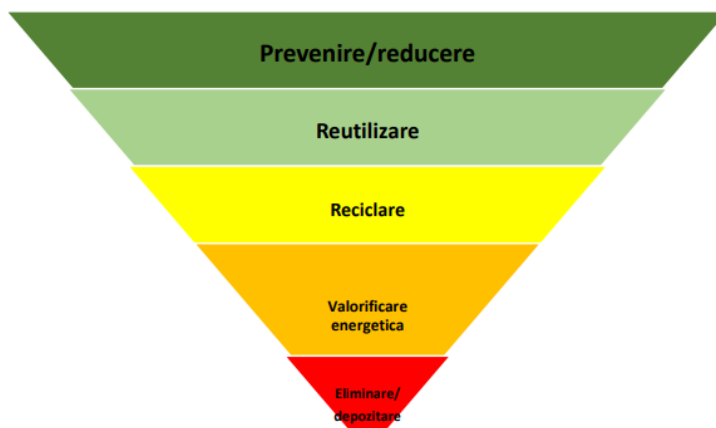 Prevenire/reducere
Reutilizare
Reciclare
Valorificare
energetica
Eliminare/
depozitare